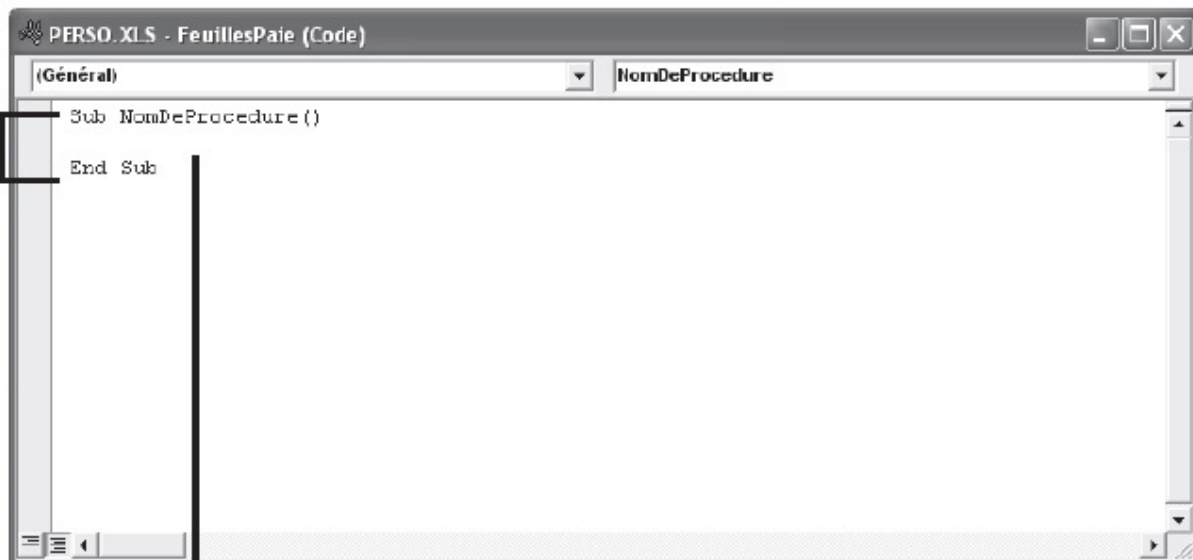 PERSO.XLS - FeuillesPaie (Code)
(Général) NomDeProcedure
Sub NomDeProcedure()
End Sub